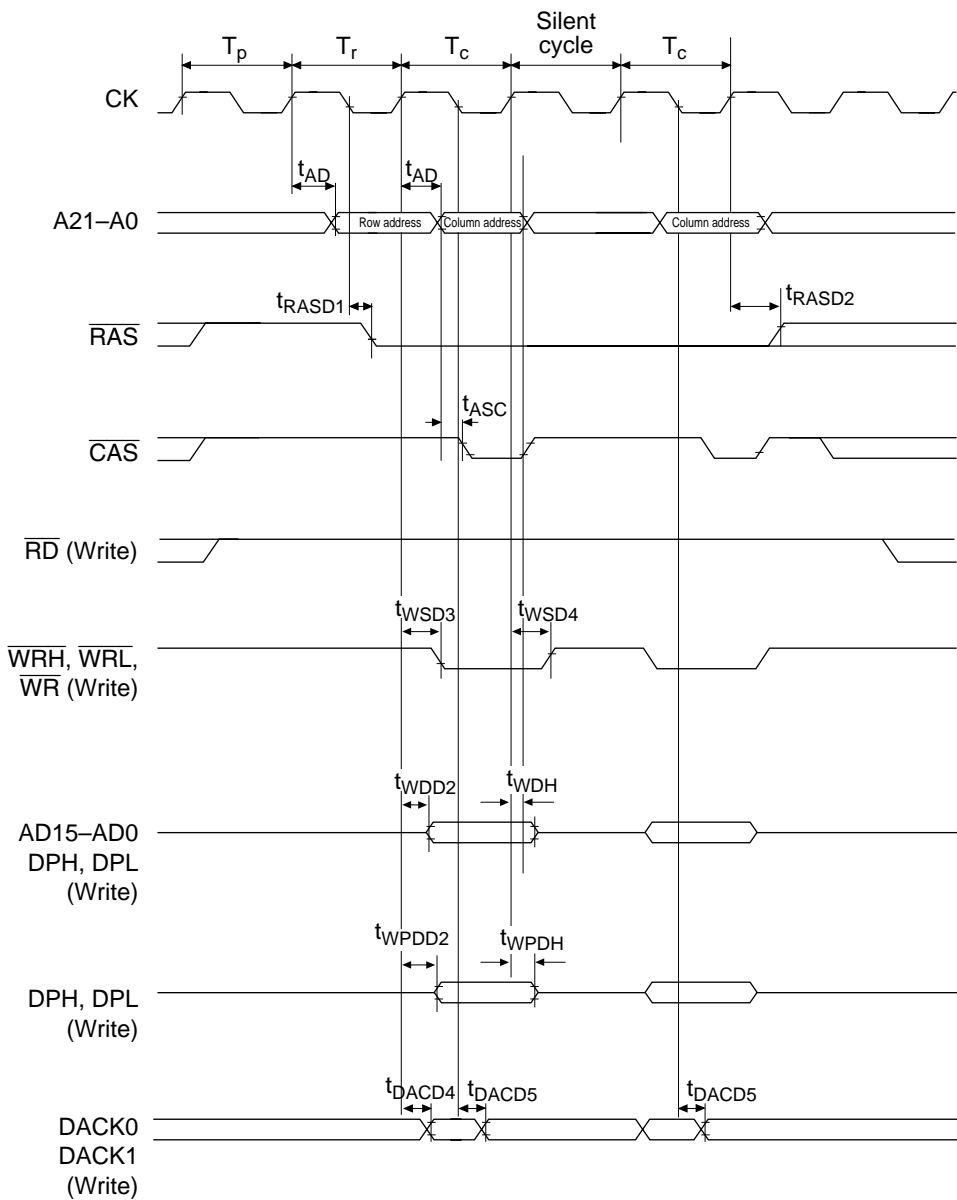 Silent
cycle
Tp Tr Tc Tc
CK
tAD tAD
A21–A0
Row address Column address Column address
tRASD1 tRASD2
RAS
tASC
CAS
RD (Write)
tWSD3 tWSD4
WRH, WRL,
WR (Write)
tWDD2 tWDH
AD15–AD0
DPH, DPL
(Write)
tWPDD2 tWPDH
DPH, DPL
(Write)
tDACD4 tDACD5 tDACD5
DACK0
DACK1
(Write)